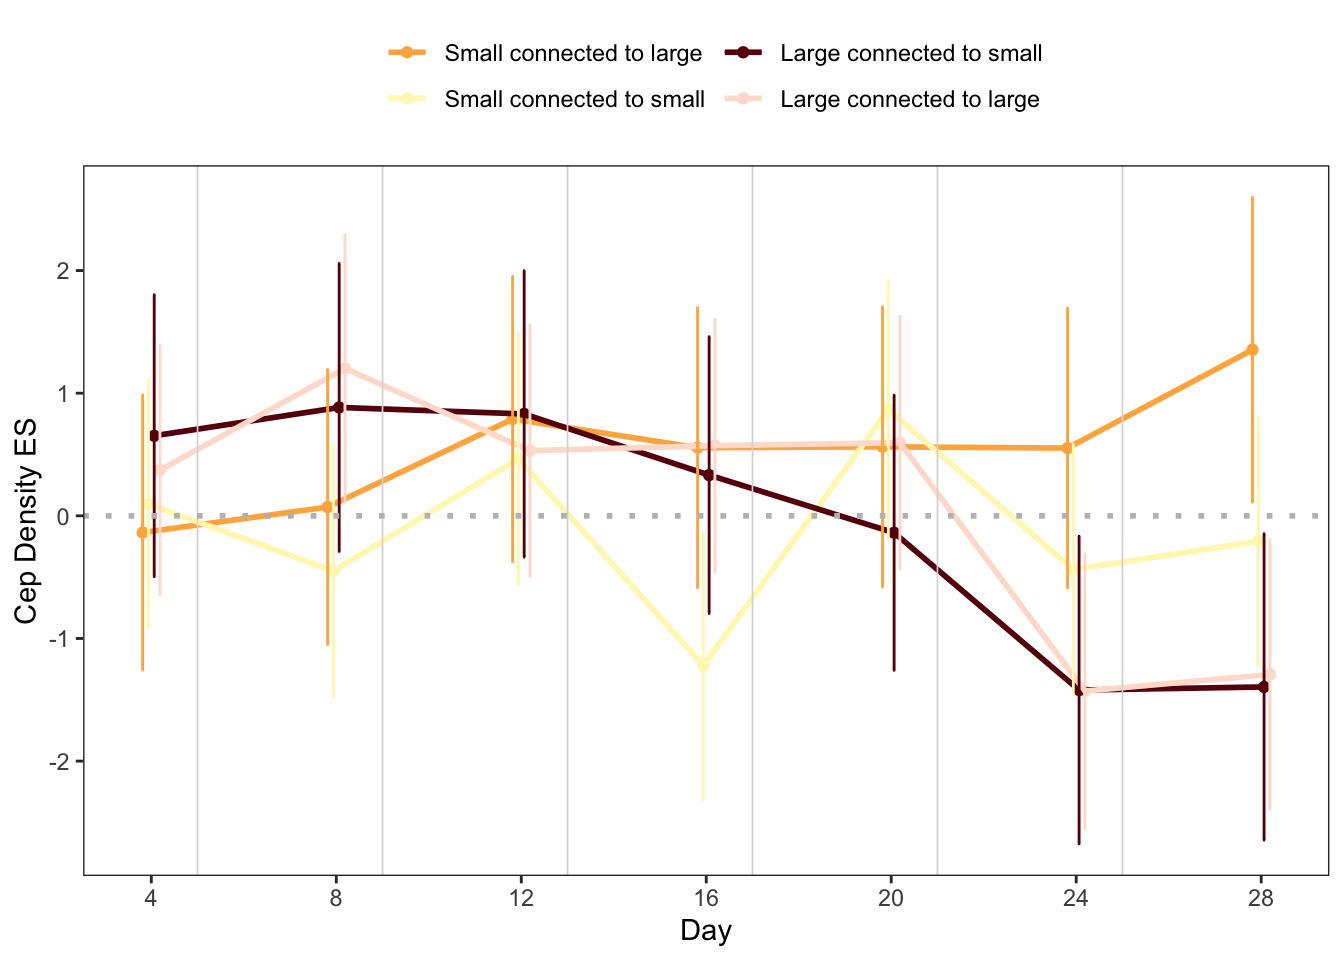 Small connected to large Large connected to small
Small connected to small Large connected to large
Cep Density ES
2
1
0
-1
-2
4 8 12 16 20 24 28
Day